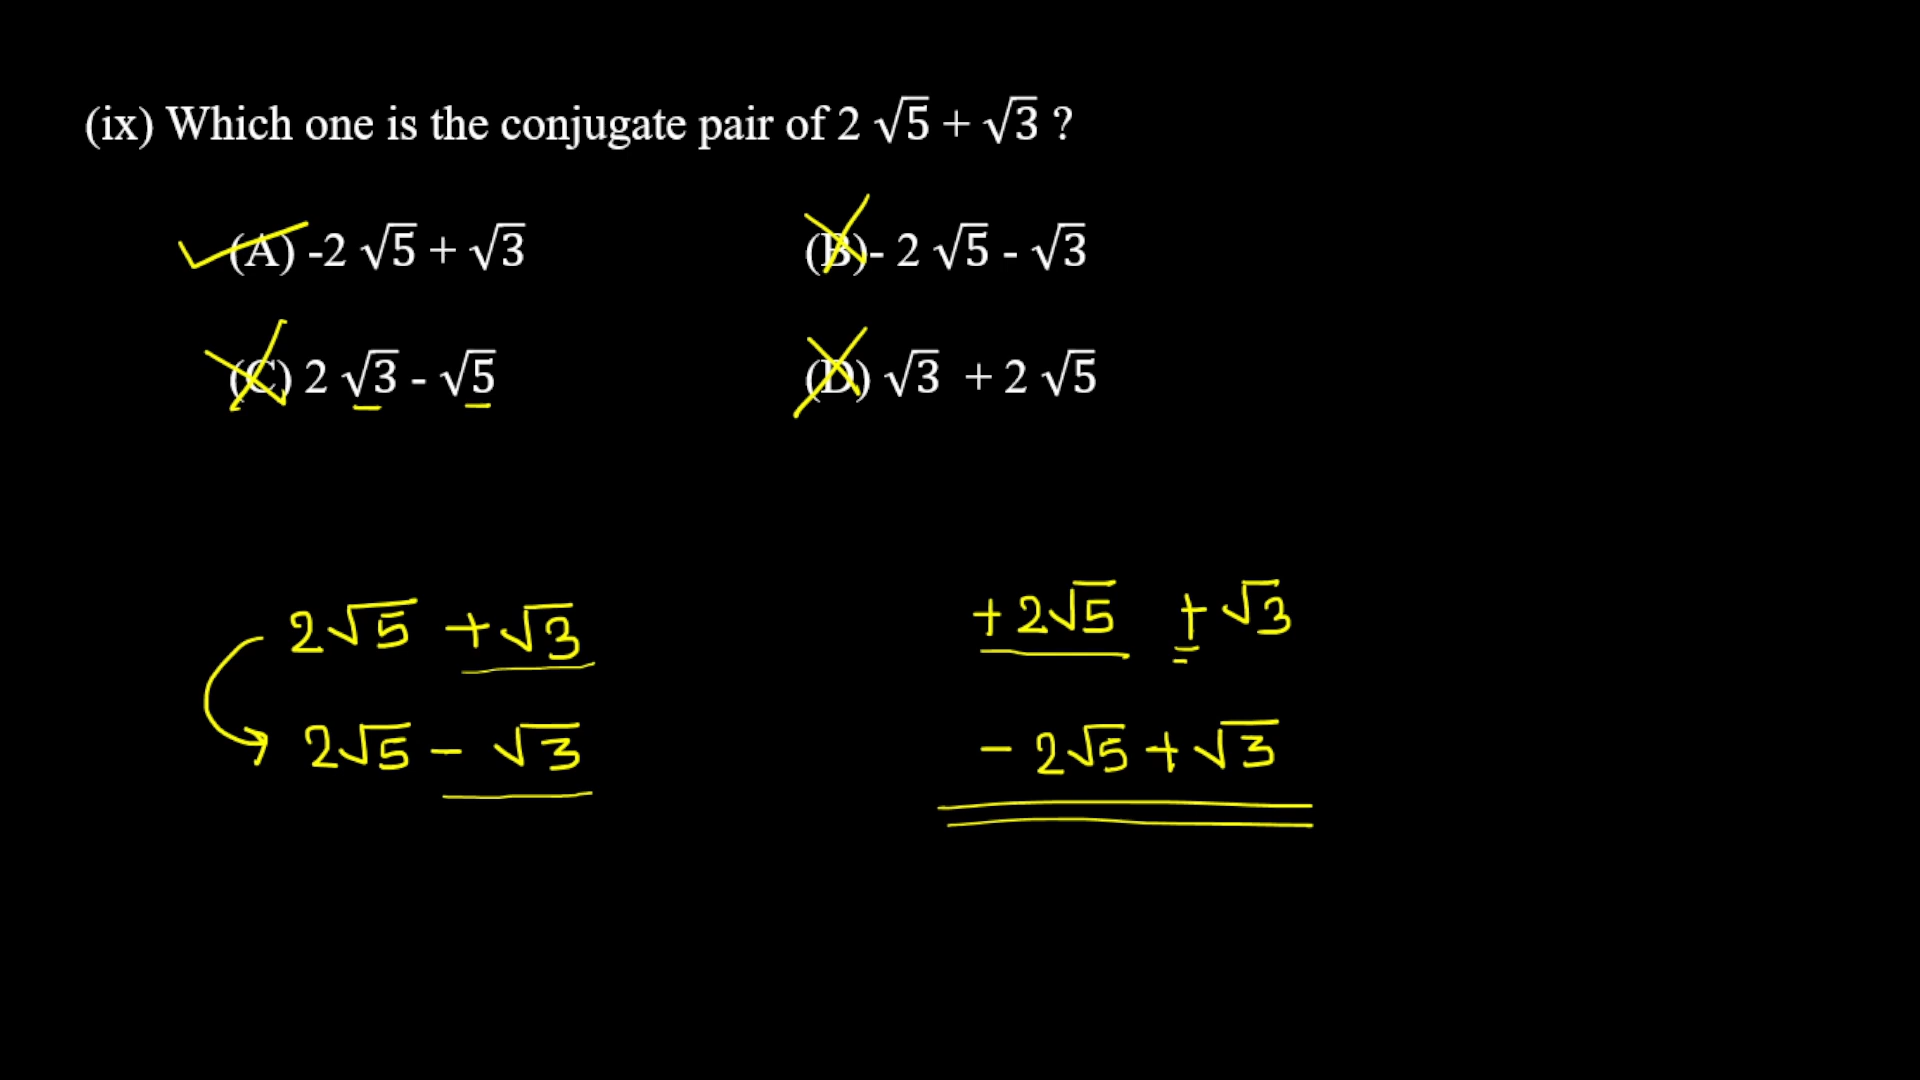 (ix) Which one is the conjugate pair of 2 √5 + √3 ?
(A) -2 √5 + √3 (B)- 2 √5 - √3
(C) 2 √3 - √5 (D) √3 + 2 √5
2√5 +√3 +2√5 +√3
2√5 - √3 - 2√5 + √3